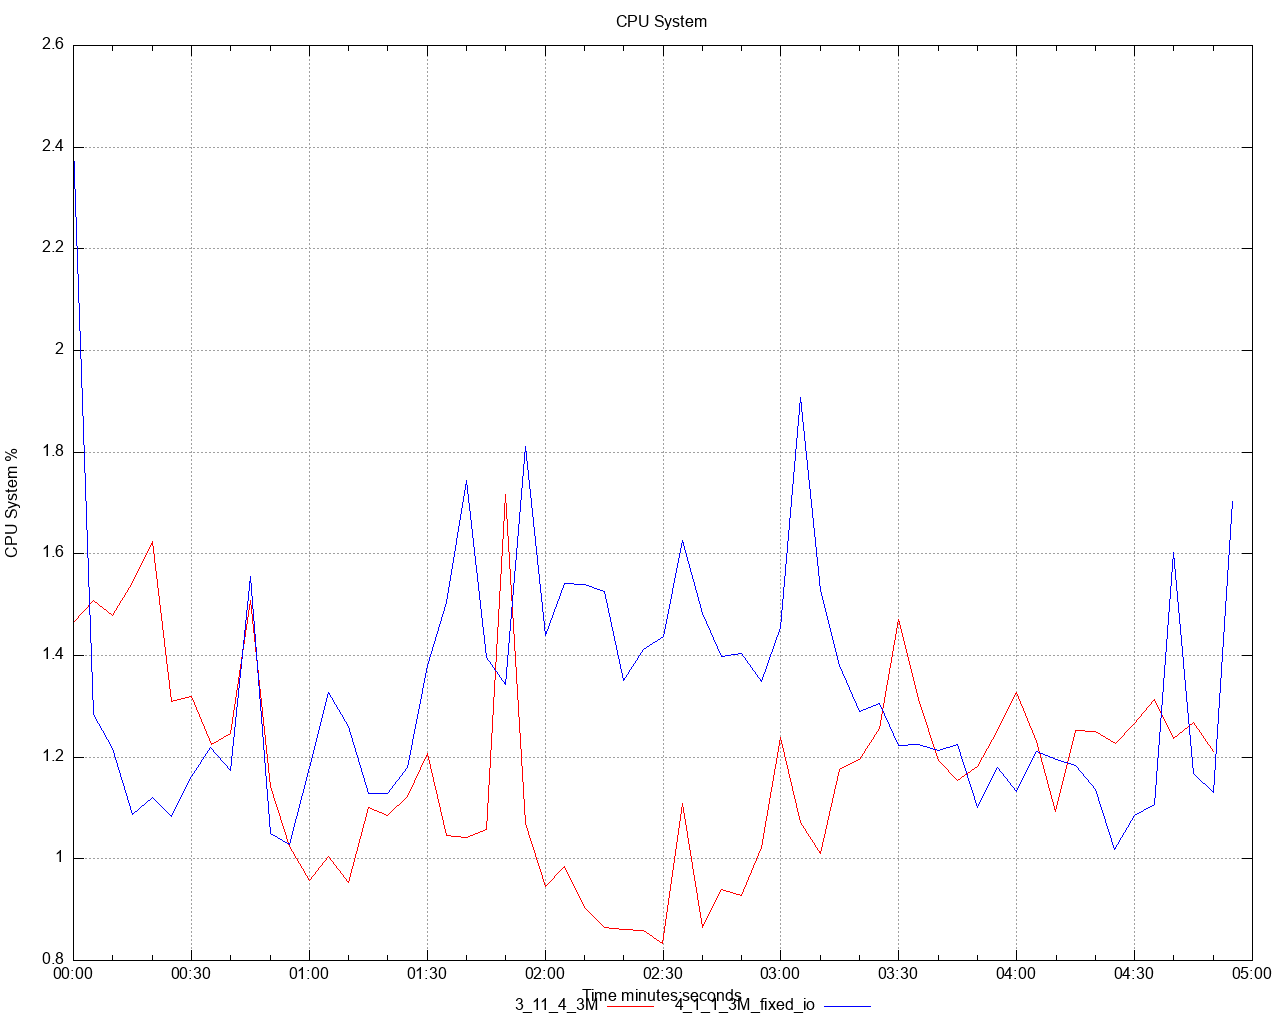 CPU System
2.6
2.4
2.2
2
1.8
1.6
1.4
1.2
1
0.8
CPU System %
00:00 00:30 01:00 01:30 02:00 02:30 03:00 03:30 04:00 04:30 05:00
Time minutes:seconds
3_11_4_3M 4_1_1_3M_fixed_io